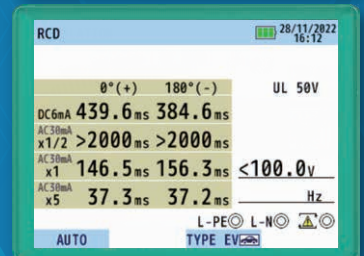 RCD 28/11/2022
16:12
0°(+) 180°(-) UL 50V
DC6mA 439.6ms 384.6ms
AC30mA
x1/2 >2000ms >2000ms
AC30mA
x1 146.5ms 156.3ms <100.0v
AC30mA
x5 37.3ms 37.2ms Hz
L-PE L-N
AUTO TYPE EV